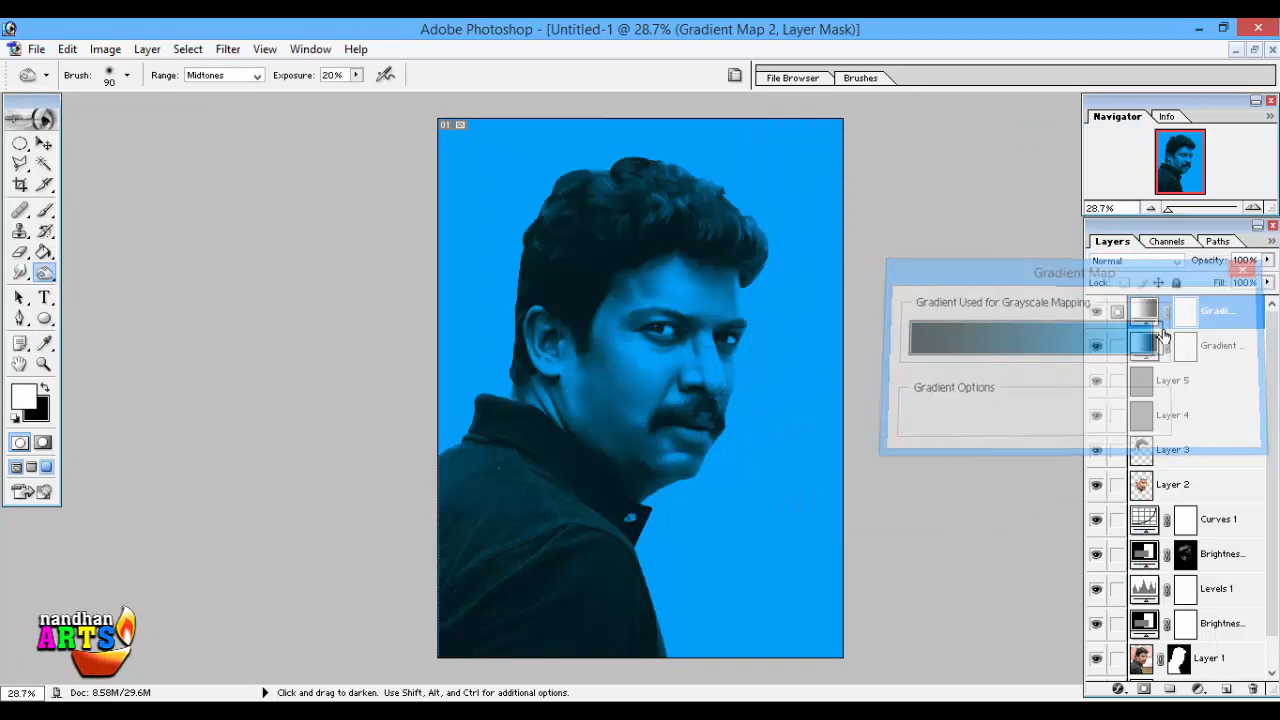 Adobe Photoshop - [Untitled-1 @ 28.7% (Gradient Map 2, Layer Mask)]
File Edit Image Layer Select Filter View Window Help
Brush: 90 Range: Midtones Exposure: 20% File Browser Brushes
01
Navigator Info
28.7%
Layers Channels Paths
Normal Opacity: 100%
Lock: Fill: 100%
Gradient Map
Gradient Used for Grayscale Mapping
Gradient Options
Gradi...
Gradient ...
Layer 5
Layer 4
Layer 3
Layer 2
Curves 1
Brightnes...
Levels 1
Brightnes...
Layer 1
nandhan
ARTS
28.7% Doc: 8.58M/29.6M Click and drag to darken. Use Shift, Alt, and Ctrl for additional options.